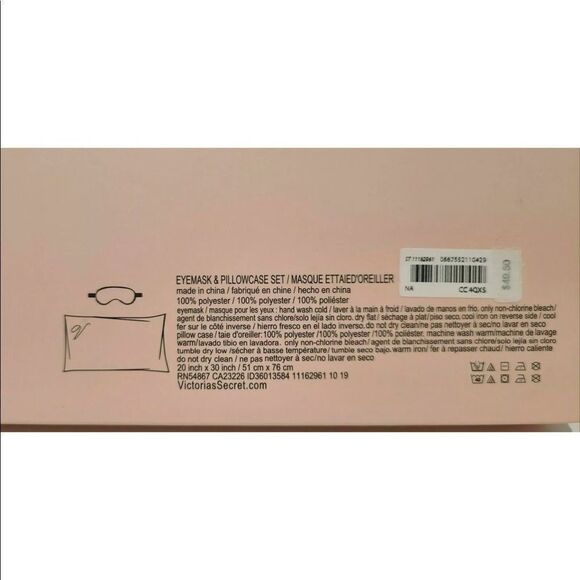 ST 11162961 0667552110429
NA CC 4QXS
$49.50
EYEMASK & PILLOWCASE SET / MASQUE ETTAIED'OREILLER
made in china / fabriqué en chine / hecho en china
100% polyester / 100% polyester / 100% poliéster
eyemask / masque pour les yeux : hand wash cold / laver à la main à froid / lavado de manos en frio, only non-chlorine bleach/
agent de blanchissement sans chlore/solo lejia sin cloro. dry flat / séchage à plat/piso seco, cool iron on reverse side / cool
fer sur le côté inverse / hierro fresco en el lado inverso.do not dry cleanine pas nettoyer à sec/no lavar en seco
pillow case / taie d'oreiller: 100% polyester /100% polyester /100% poliéster. machine wash warm/machine de lavage
warm/lavado tibio en lavadora. only non-chlorine bleach/agent de blanchissement sans chlore/solo lejia sin cloro
tumble dry low /sécher à basse température/ tumble seco bajo.warm iron/ fer à repasser chaud/ hierro caliente
do not dry clean / ne pas nettoyer à sec/no lavar en seco
20 inch x 30 inch / 51 cm x 76 cm
RN54867 CA23226 ID36013584 11162961 10 19
VictoriasSecret.com
V